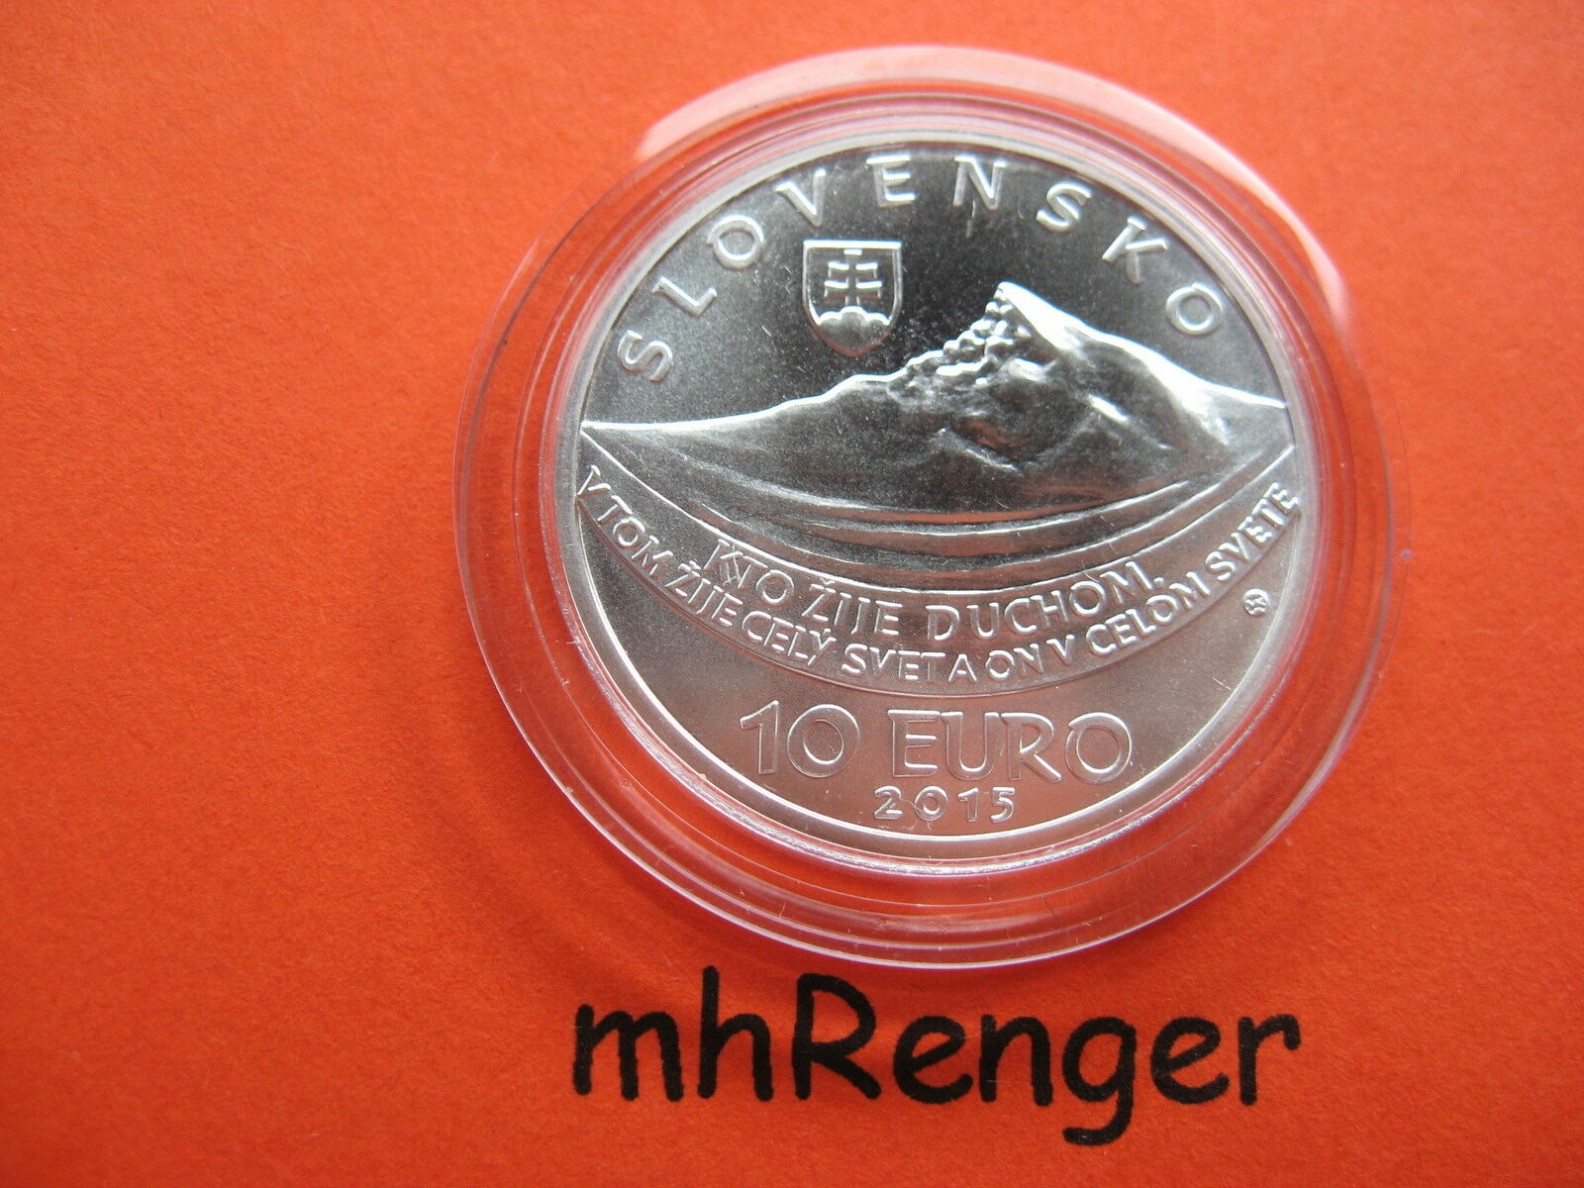 SLOVENSKO
KTO ŽIJE DUCHOM,
V TOM ŽIJE CELÝ SVET A ON V CELOM SVETE
10 EURO
2015
mhRenger